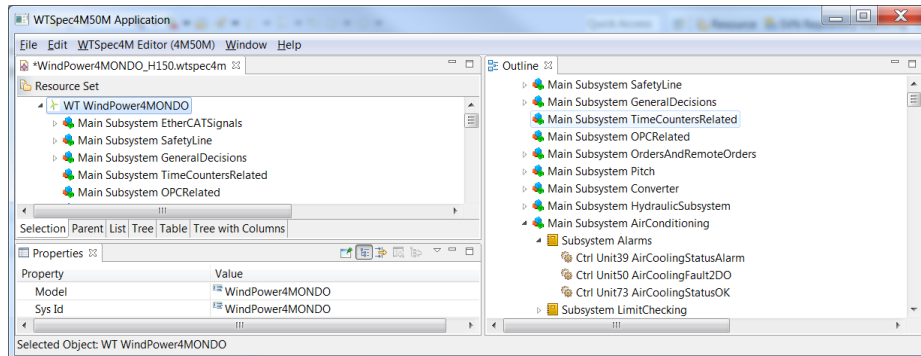 WTSpec4M50M Application
Quick Access Resource
File Edit WTSpec4M Editor (4M50M) Window Help
*WindPower4MONDO_H150.wtspec4m
Resource Set
WT WindPower4MONDO
Main Subsystem EtherCATSignals
Main Subsystem SafetyLine
Main Subsystem GeneralDecisions
Main Subsystem TimeCountersRelated
Main Subsystem OPCRelated
Selection Parent List Tree Table Tree with Columns
Properties
Property Value
Model WindPower4MONDO
Sys Id WindPower4MONDO
Outline
Main Subsystem SafetyLine
Main Subsystem GeneralDecisions
Main Subsystem TimeCountersRelated
Main Subsystem OPCRelated
Main Subsystem OrdersAndRemoteOrders
Main Subsystem Pitch
Main Subsystem Converter
Main Subsystem HydraulicSubsystem
Main Subsystem AirConditioning
Subsystem Alarms
Ctrl Unit39 AirCoolingStatusAlarm
Ctrl Unit50 AirCoolingFault2DO
Ctrl Unit73 AirCoolingStatusOK
Subsystem LimitChecking
Selected Object: WT WindPower4MONDO